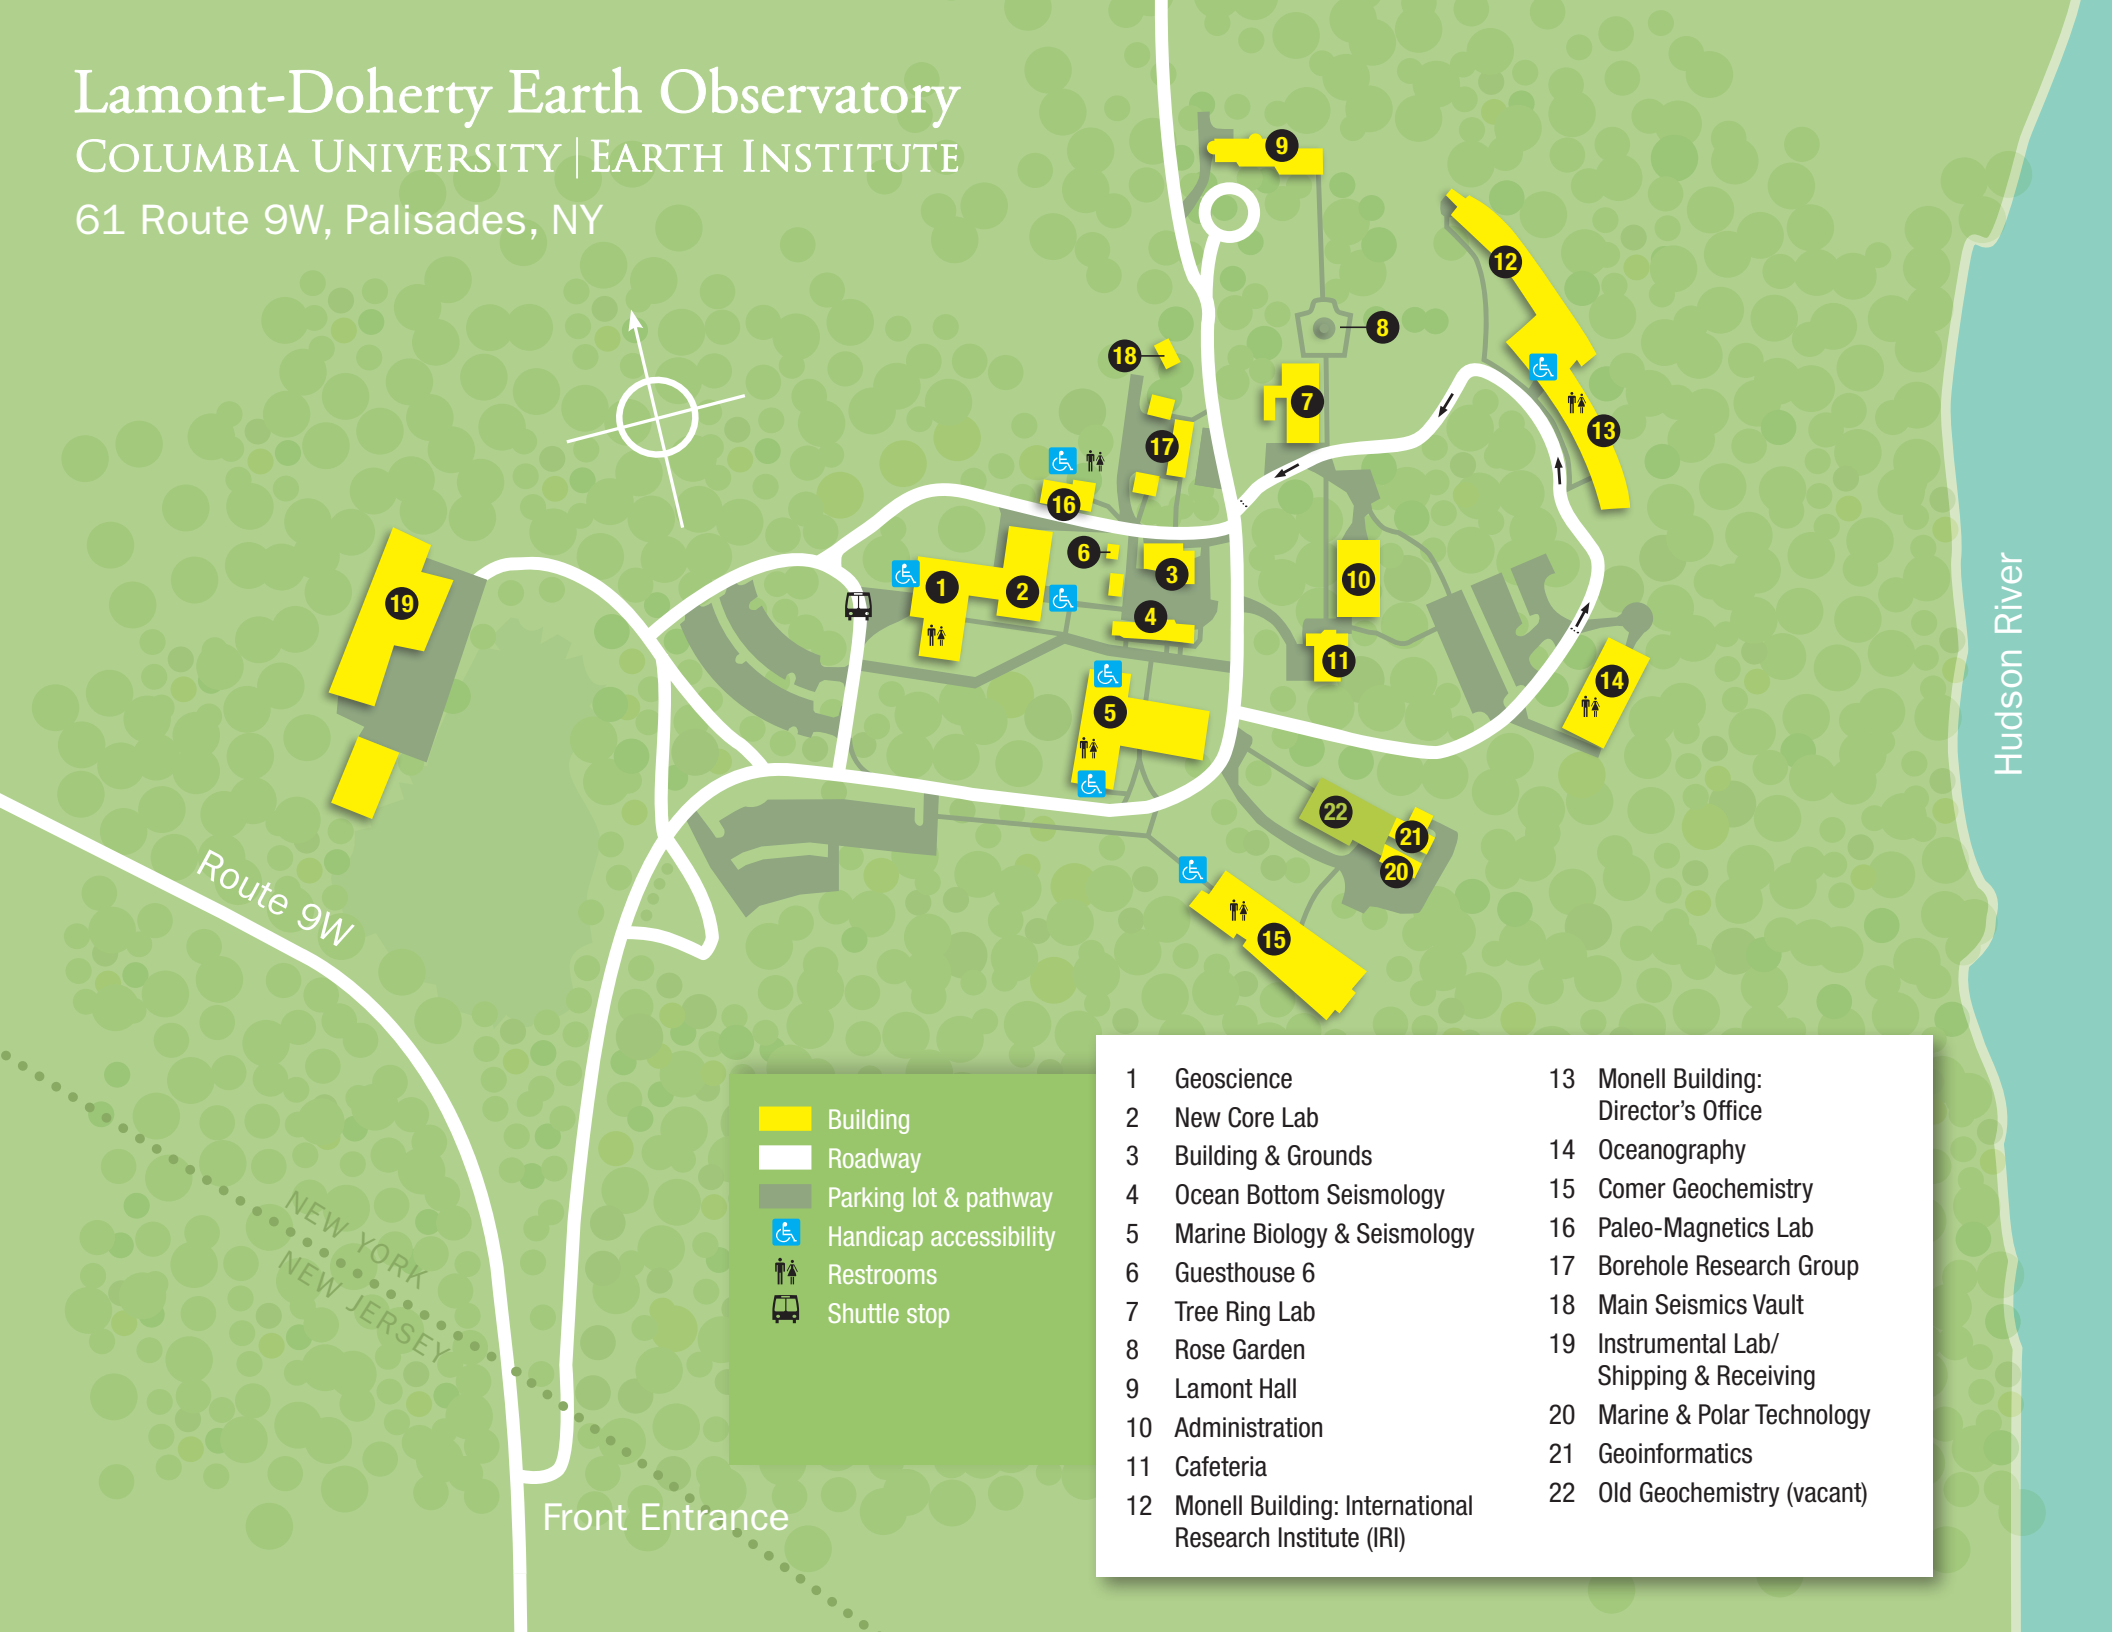 Lamont-Doherty Earth Observatory
COLUMBIA UNIVERSITY | EARTH INSTITUTE
61 Route 9W, Palisades, NY
9
12
8
18
7
13
17
16
6
3
1
2
10
19
4
11
14
5
22
21
20
15
Hudson River
Route 9W
NEW YORK
NEW JERSEY
Front Entrance
Building
Roadway
Parking lot & pathway
Handicap accessibility
Restrooms
Shuttle stop
1 Geoscience
2 New Core Lab
3 Building & Grounds
4 Ocean Bottom Seismology
5 Marine Biology & Seismology
6 Guesthouse 6
7 Tree Ring Lab
8 Rose Garden
9 Lamont Hall
10 Administration
11 Cafeteria
12 Monell Building: International
Research Institute (IRI)
13 Monell Building:
Director’s Office
14 Oceanography
15 Comer Geochemistry
16 Paleo-Magnetics Lab
17 Borehole Research Group
18 Main Seismics Vault
19 Instrumental Lab/
Shipping & Receiving
20 Marine & Polar Technology
21 Geoinformatics
22 Old Geochemistry (vacant)